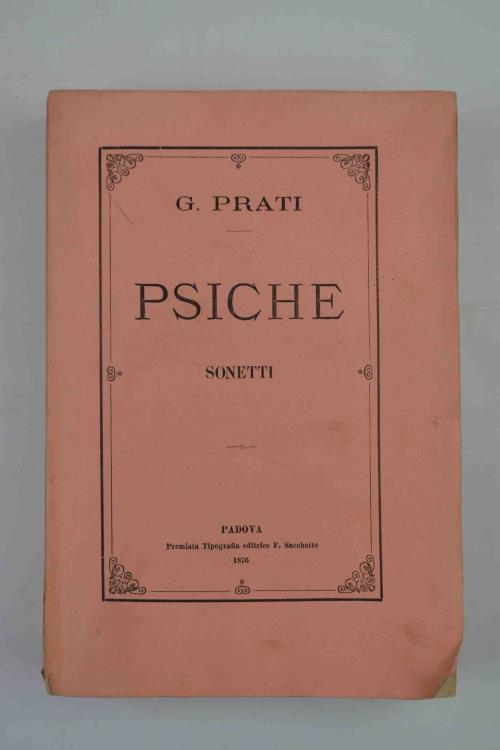 G. PRATI
PSICHE
SONETTI
PADOVA
Premiata Tipografia editrice F. Sacchetto
1876